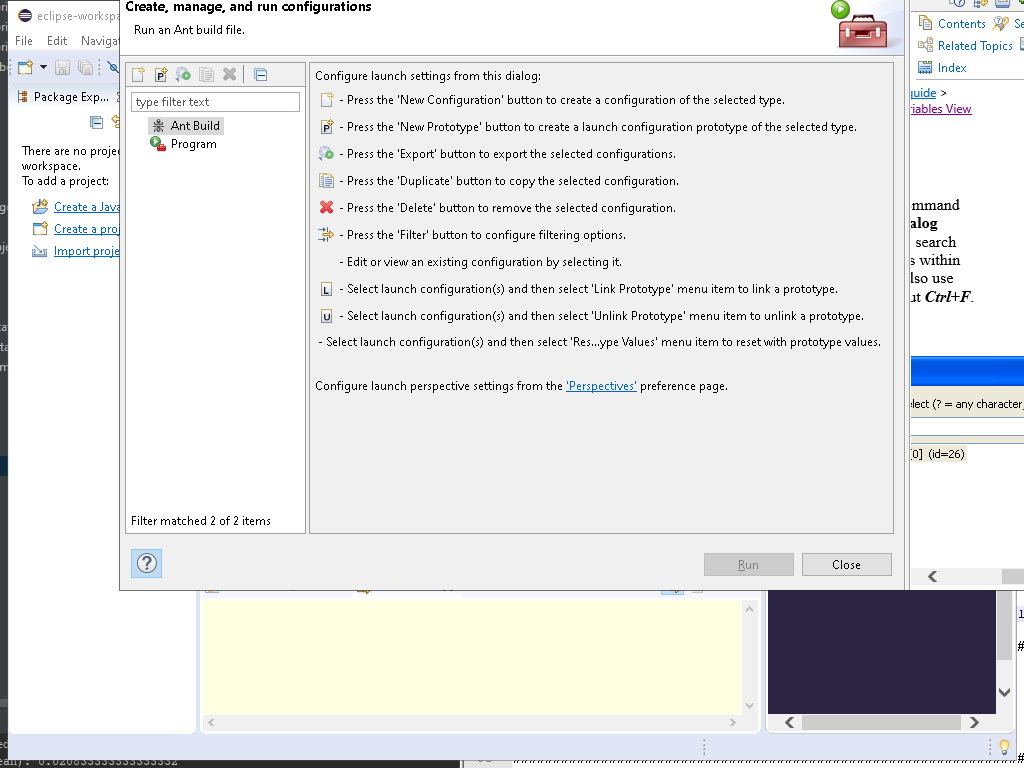 Create, manage, and run configurations
Run an Ant build file.
eclipse-workspa
File Edit Navigat
Package Exp...
There are no projec
workspace.
To add a project:
Create a Java
Create a proj
Import proje
type filter text
Ant Build
Program
Filter matched 2 of 2 items
Configure launch settings from this dialog:
- Press the 'New Configuration' button to create a configuration of the selected type.
- Press the 'New Prototype' button to create a launch configuration prototype of the selected type.
- Press the 'Export' button to export the selected configurations.
- Press the 'Duplicate' button to copy the selected configuration.
- Press the 'Delete' button to remove the selected configuration.
- Press the 'Filter' button to configure filtering options.
- Edit or view an existing configuration by selecting it.
L - Select launch configuration(s) and then select 'Link Prototype' menu item to link a prototype.
U - Select launch configuration(s) and then select 'Unlink Prototype' menu item to unlink a prototype.
- Select launch configuration(s) and then select 'Res...ype Values' menu item to reset with prototype values.
Configure launch perspective settings from the 'Perspectives' preference page.
Run Close
Contents Se
Related Topics
Index
uide >
iables View
mmand
alog
search
s within
lso use
ut Ctrl+F.
elect (? = any character,
[0] (id=26)
ean): 0.020833333333333332